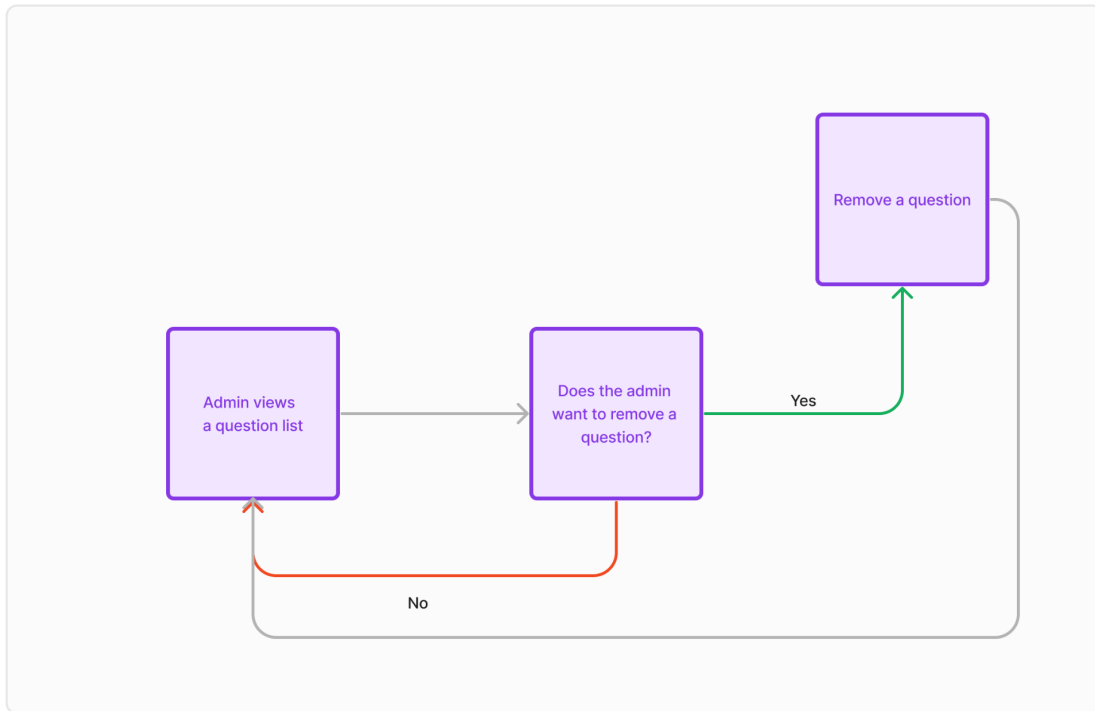 Remove a question
Admin views
a question list
Does the admin
want to remove a
question?
Yes
No